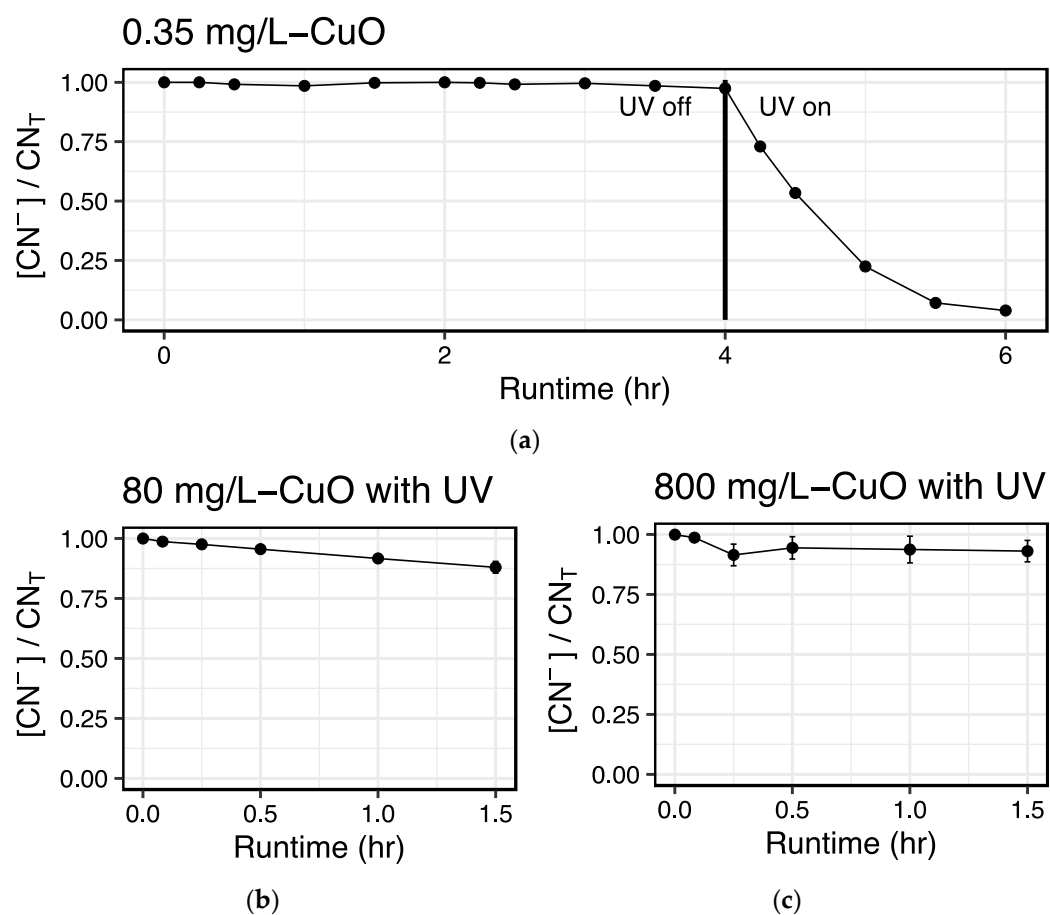 0.35 mg/L−CuO
1.00
0.75
0.50
0.25
0.00
[CN⁻] / CN_T
UV off
UV on
0 2 4 6
Runtime (hr)
(a)
80 mg/L−CuO with UV
1.00
0.75
0.50
0.25
0.00
[CN⁻] / CN_T
0.0 0.5 1.0 1.5
Runtime (hr)
(b)
800 mg/L−CuO with UV
1.00
0.75
0.50
0.25
0.00
[CN⁻] / CN_T
0.0 0.5 1.0 1.5
Runtime (hr)
(c)